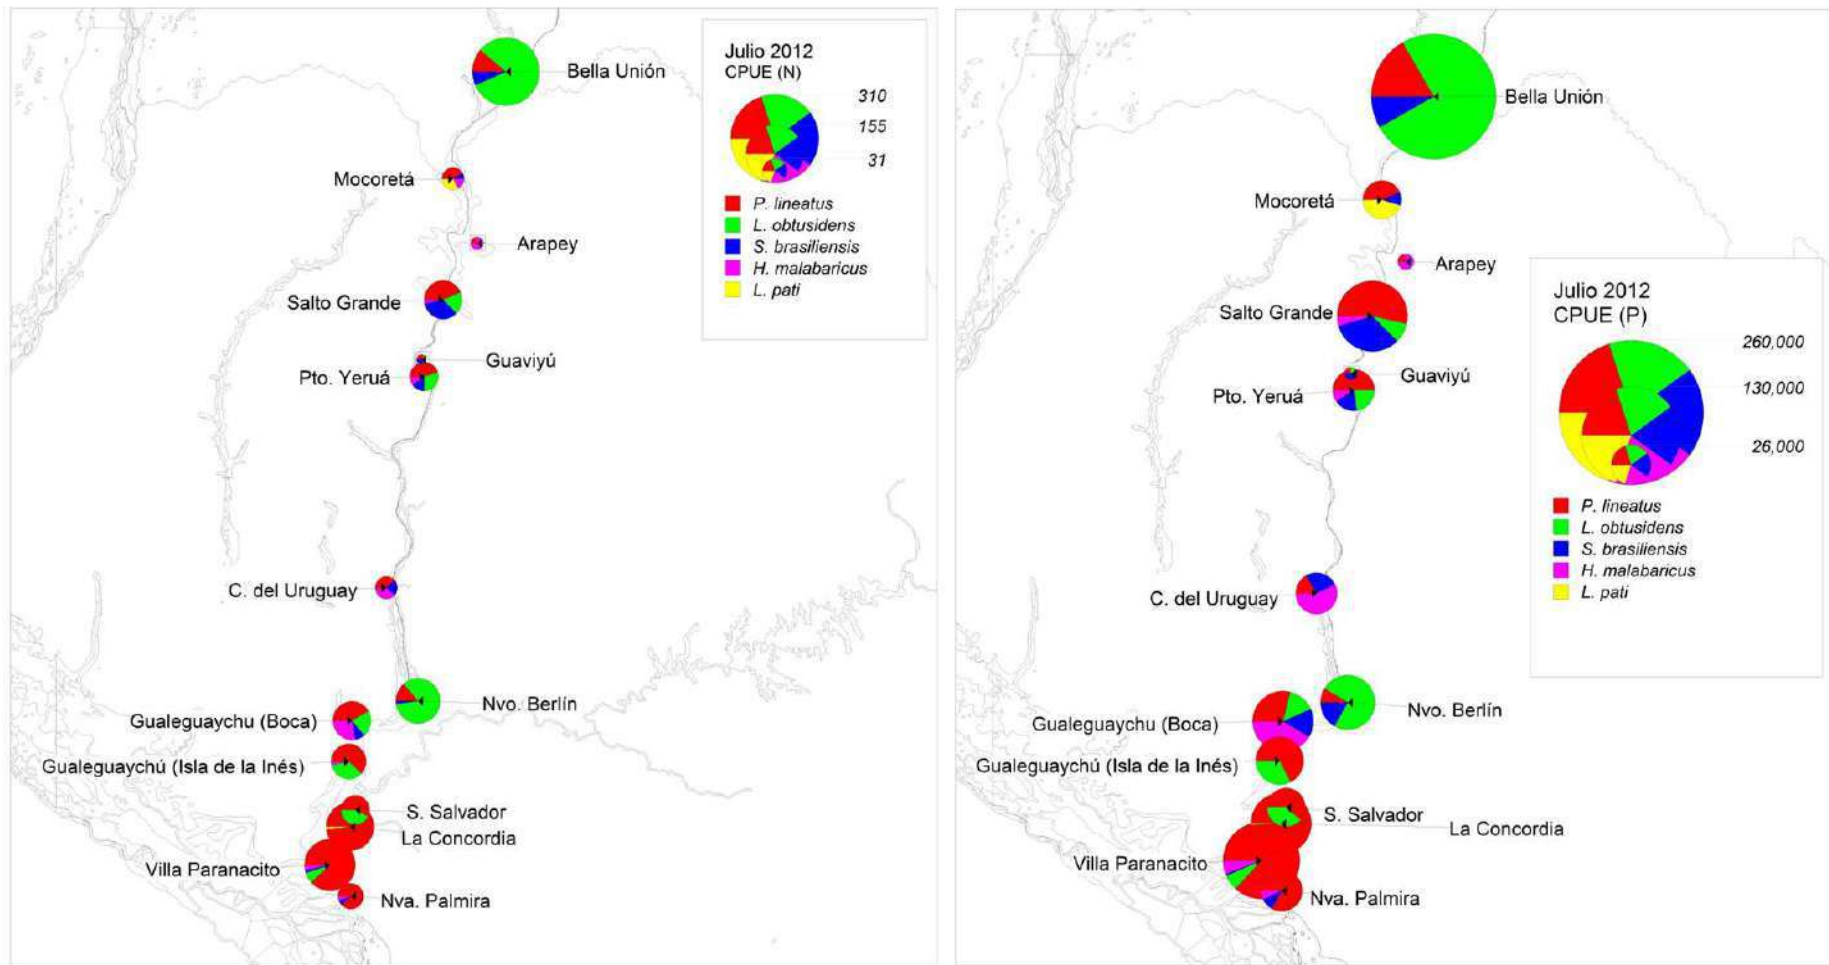 Julio 2012
CPUE (N)
310
155
31
P. lineatus
L. obtusidens
S. brasiliensis
H. malabaricus
L. pati
Bella Unión
Mocoretá
Arapey
Salto Grande
Guaviyú
Pto. Yeruá
C. del Uruguay
Nvo. Berlín
Gualeguaychu (Boca)
Gualeguaychú (Isla de la Inés)
S. Salvador
La Concordia
Villa Paranacito
Nva. Palmira
Julio 2012
CPUE (P)
260,000
130,000
26,000
P. lineatus
L. obtusidens
S. brasiliensis
H. malabaricus
L. pati
Bella Unión
Mocoretá
Arapey
Salto Grande
Guaviyú
Pto. Yeruá
C. del Uruguay
Nvo. Berlín
Gualeguaychu (Boca)
Gualeguaychú (Isla de la Inés)
S. Salvador
La Concordia
Villa Paranacito
Nva. Palmira